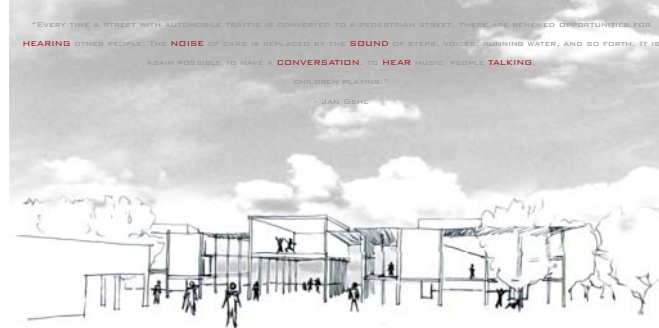 "Every time a street with automobile traffic is converted to a pedestrian street, there are renewed opportunities for
HEARING other people. The NOISE of cars is replaced by the SOUND of steps, voices, running water, and so forth. It is
again possible to have a CONVERSATION, to HEAR music, people TALKING,
children playing."
- Jan Gehl